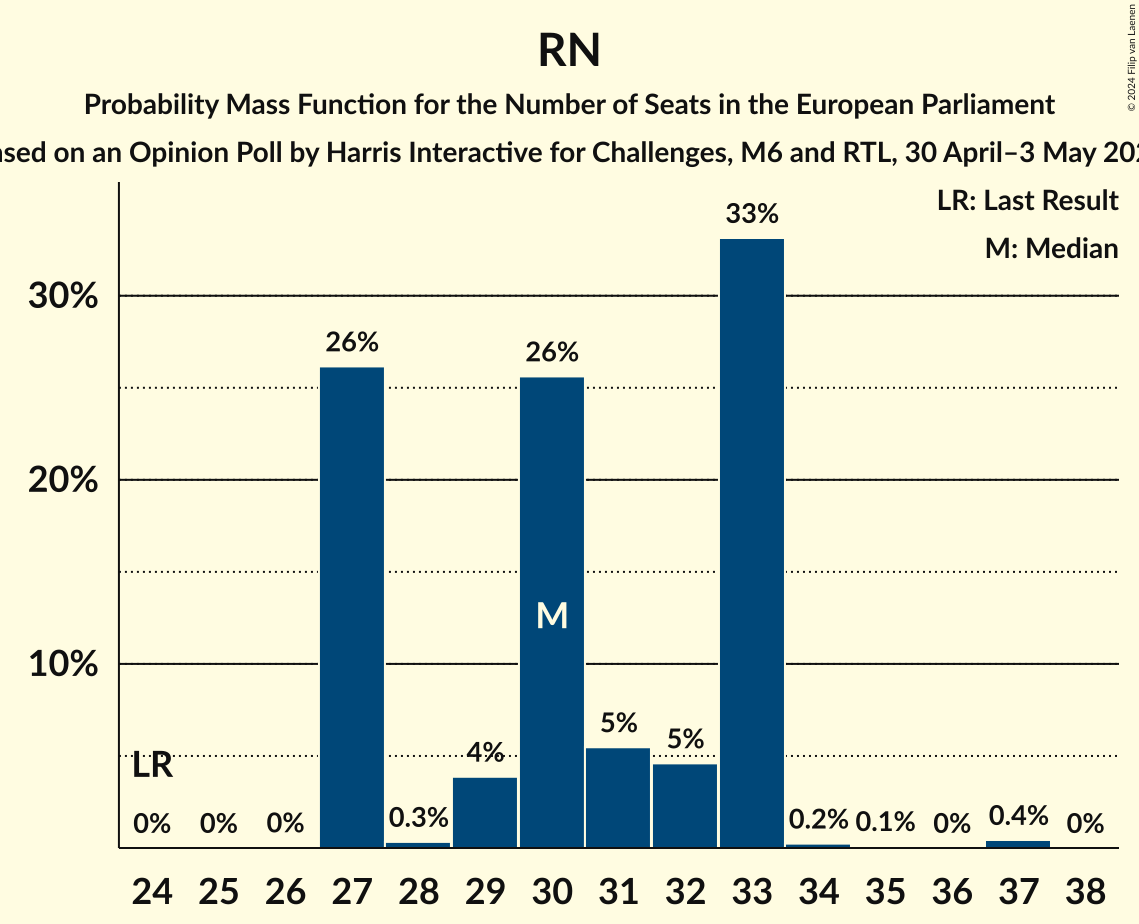 RN
Probability Mass Function for the Number of Seats in the European Parliament
on an Opinion Poll by Harris Interactive for Challenges, M6 and RTL, 30 April–3 May
© 2024 Filip van Laenen
LR: Last Result
M: Median
33%
30%
26%
26%
20%
M
10%
5%
5%
4%
LR
0%
0%
0%
0.3%
0.2%
0.1%
0%
0.4%
0%
24 25 26 27 28 29 30 31 32 33 34 35 36 37 38